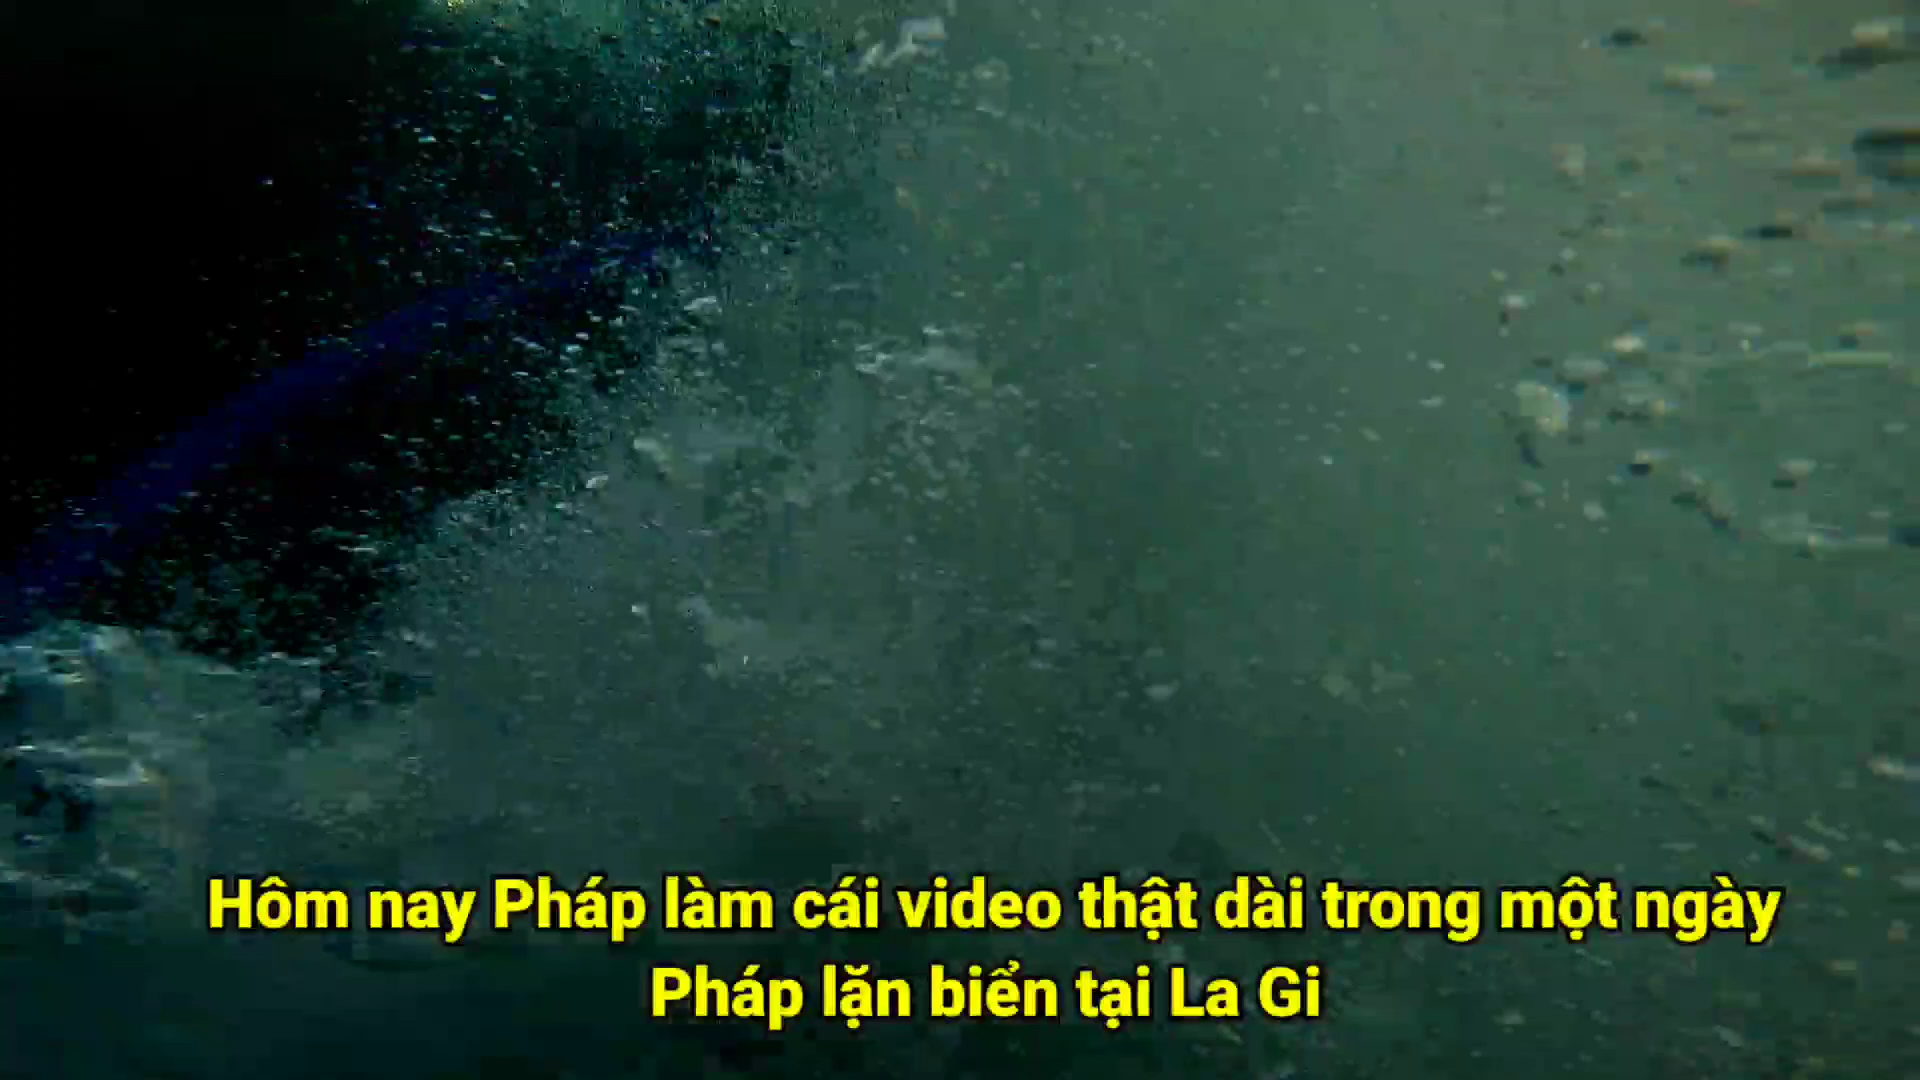 Hôm nay Pháp làm cái video thật dài trong một ngày
Pháp lặn biển tại La Gi